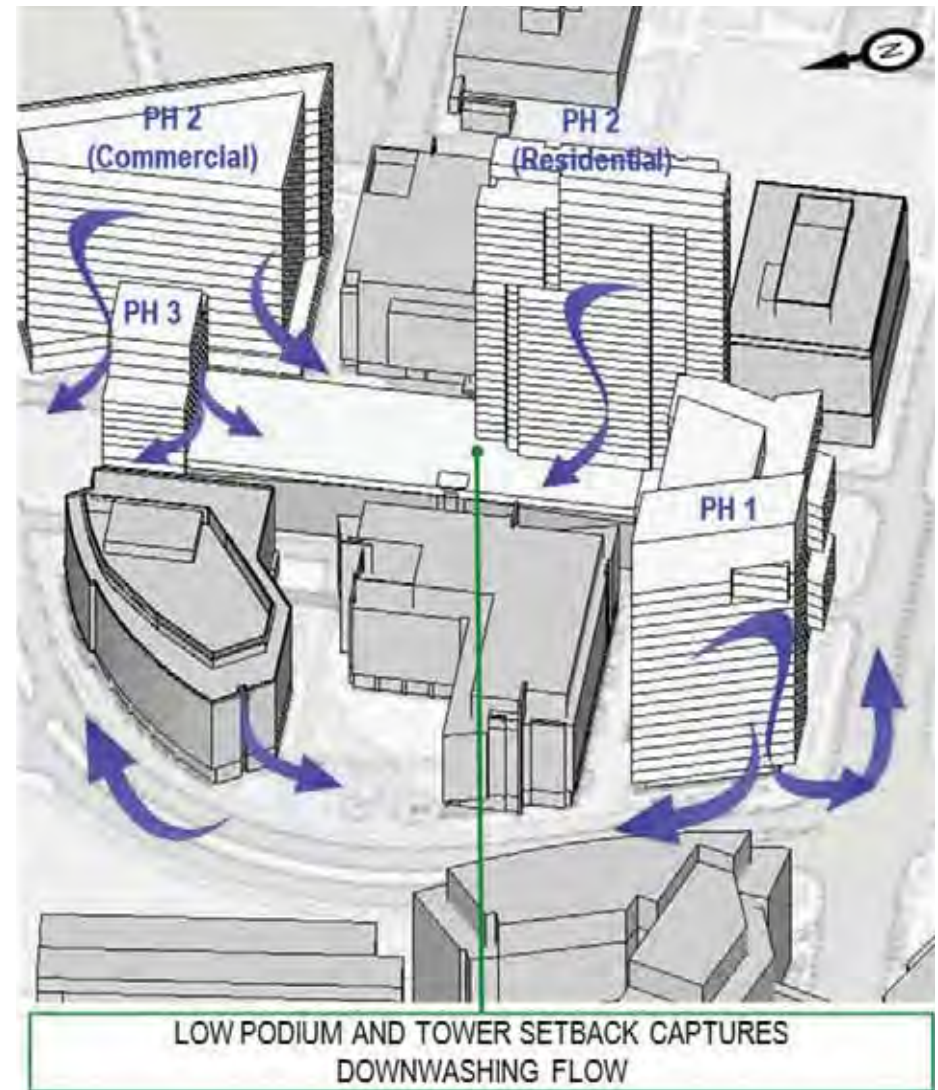 N
PH 2
(Commercial)
PH 2
(Residential)
PH 3
PH 1
LOW PODIUM AND TOWER SETBACK CAPTURES
DOWNWASHING FLOW